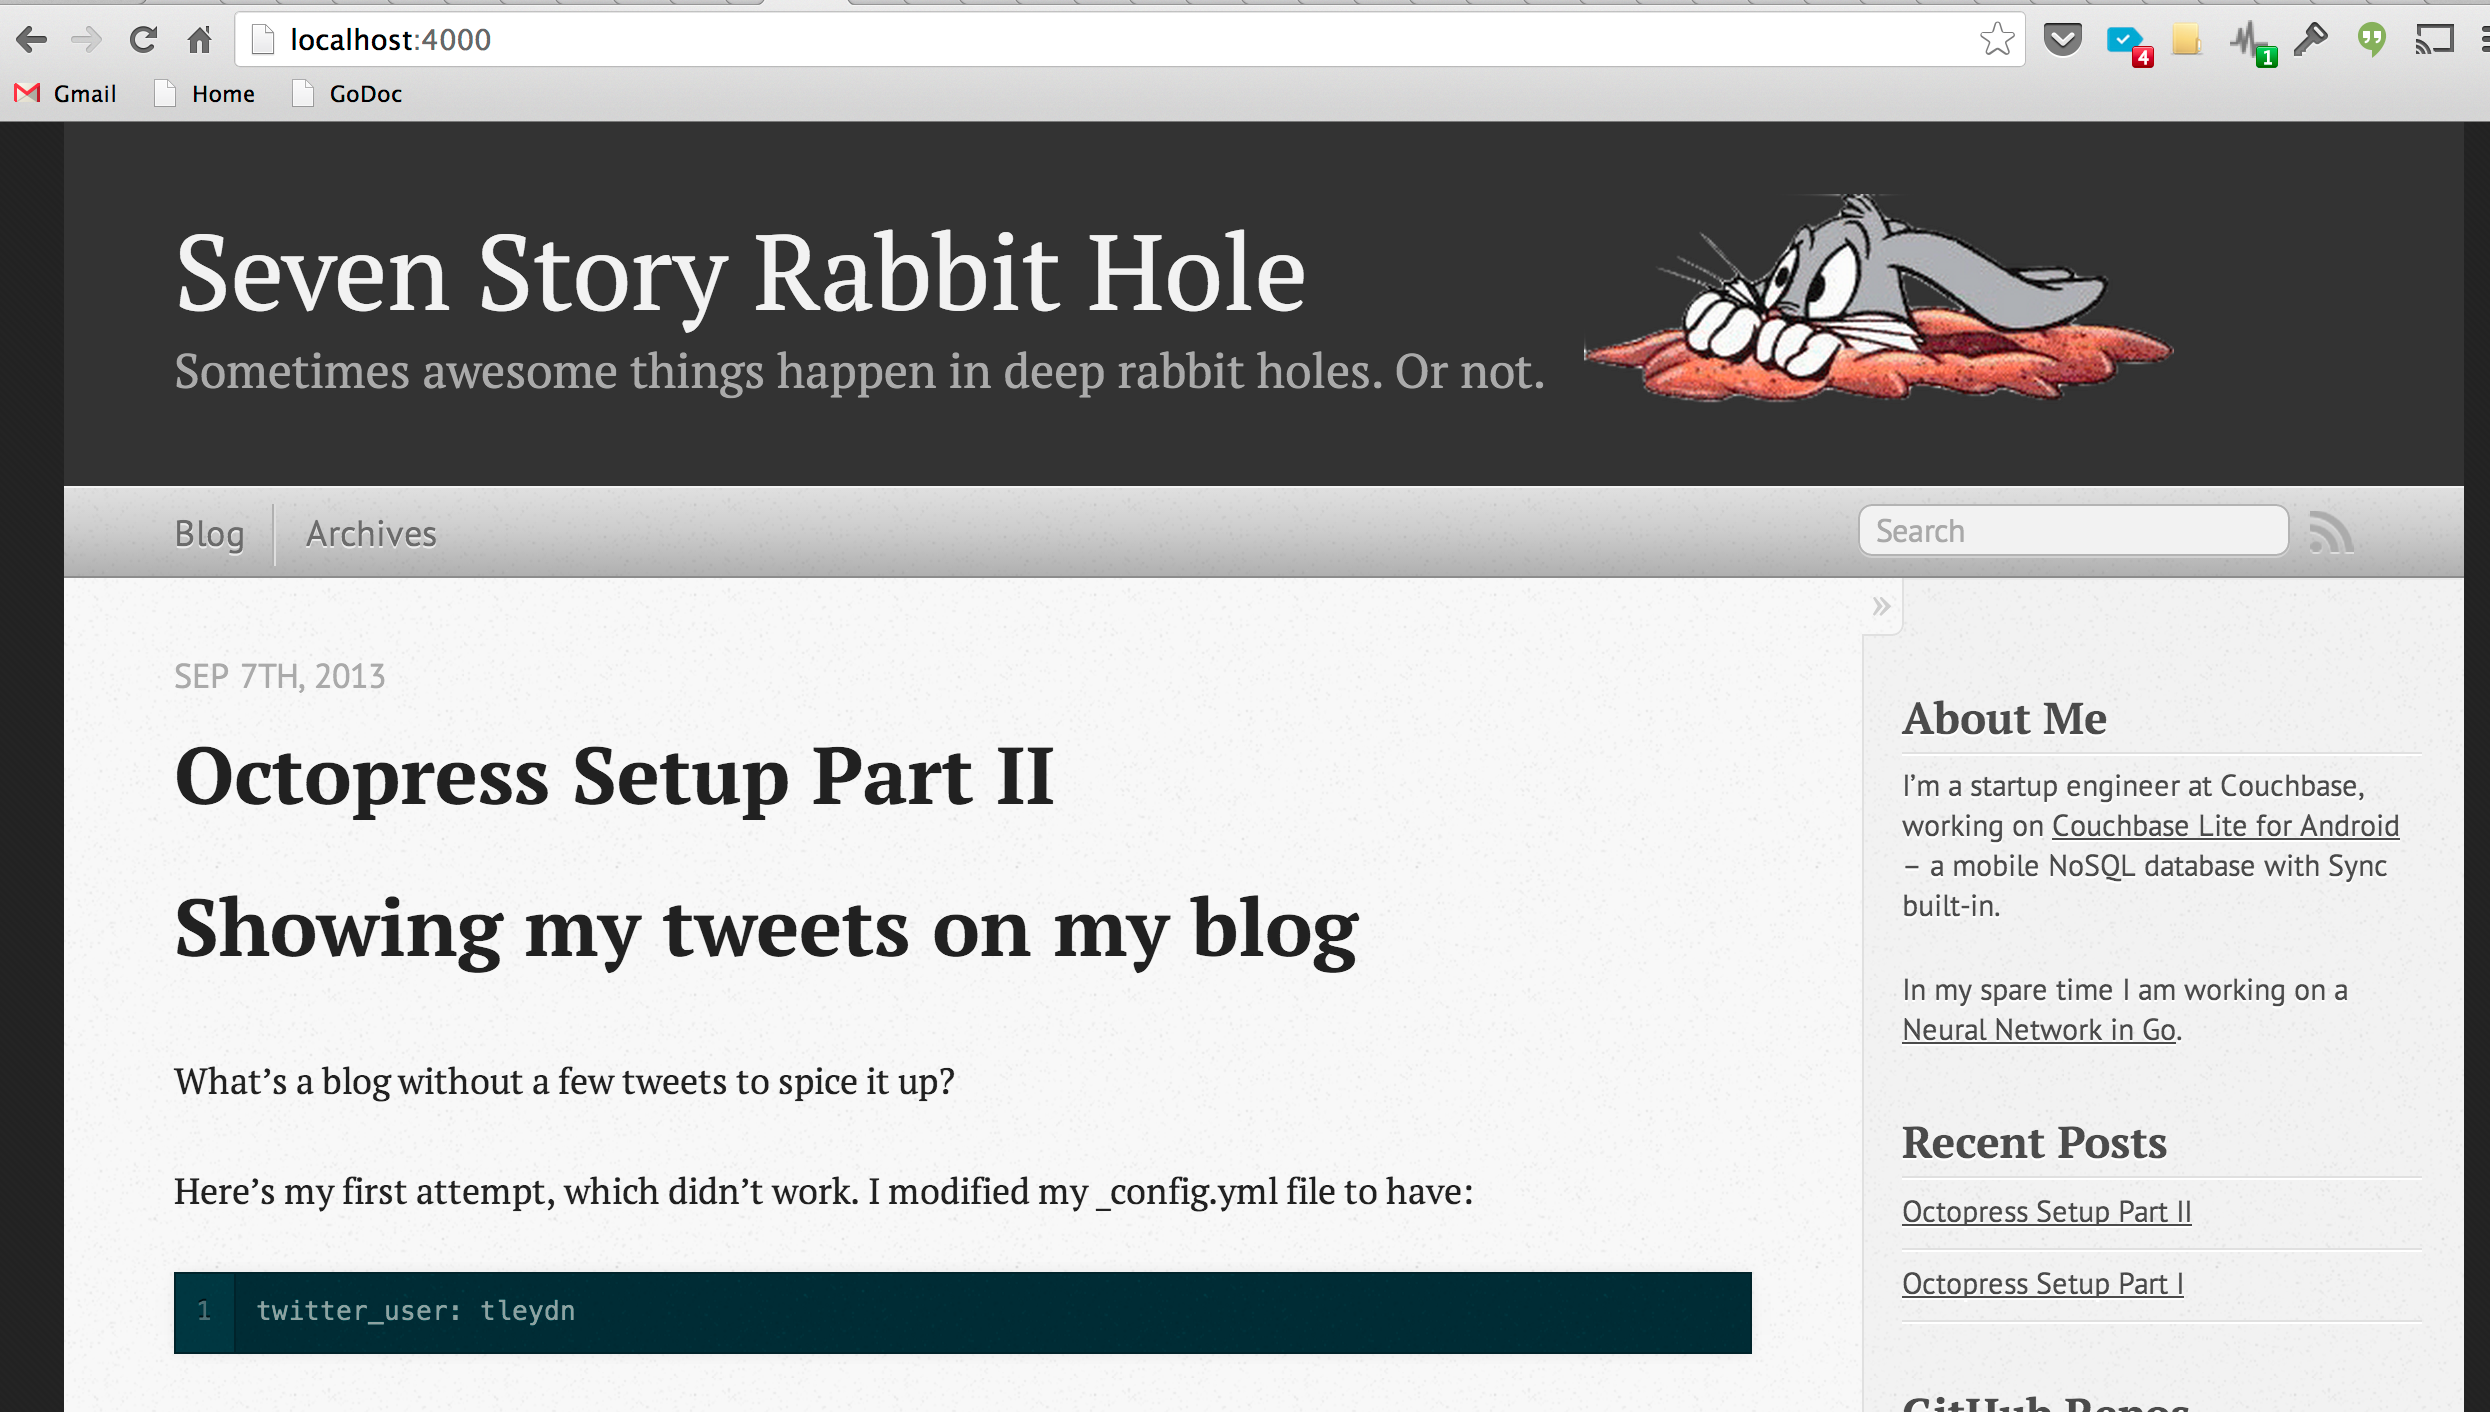 localhost:4000
4
1
Gmail
Home
GoDoc
Seven Story Rabbit Hole
Sometimes awesome things happen in deep rabbit holes. Or not.
Blog
Archives
Search
»
SEP 7TH, 2013
Octopress Setup Part II
Showing my tweets on my blog
What’s a blog without a few tweets to spice it up?
Here’s my first attempt, which didn’t work. I modified my _config.yml file to have:
1 twitter_user: tleydn
About Me
I’m a startup engineer at Couchbase,
working on Couchbase Lite for Android
– a mobile NoSQL database with Sync
built-in.
In my spare time I am working on a
Neural Network in Go.
Recent Posts
Octopress Setup Part II
Octopress Setup Part I
GitHub Repos